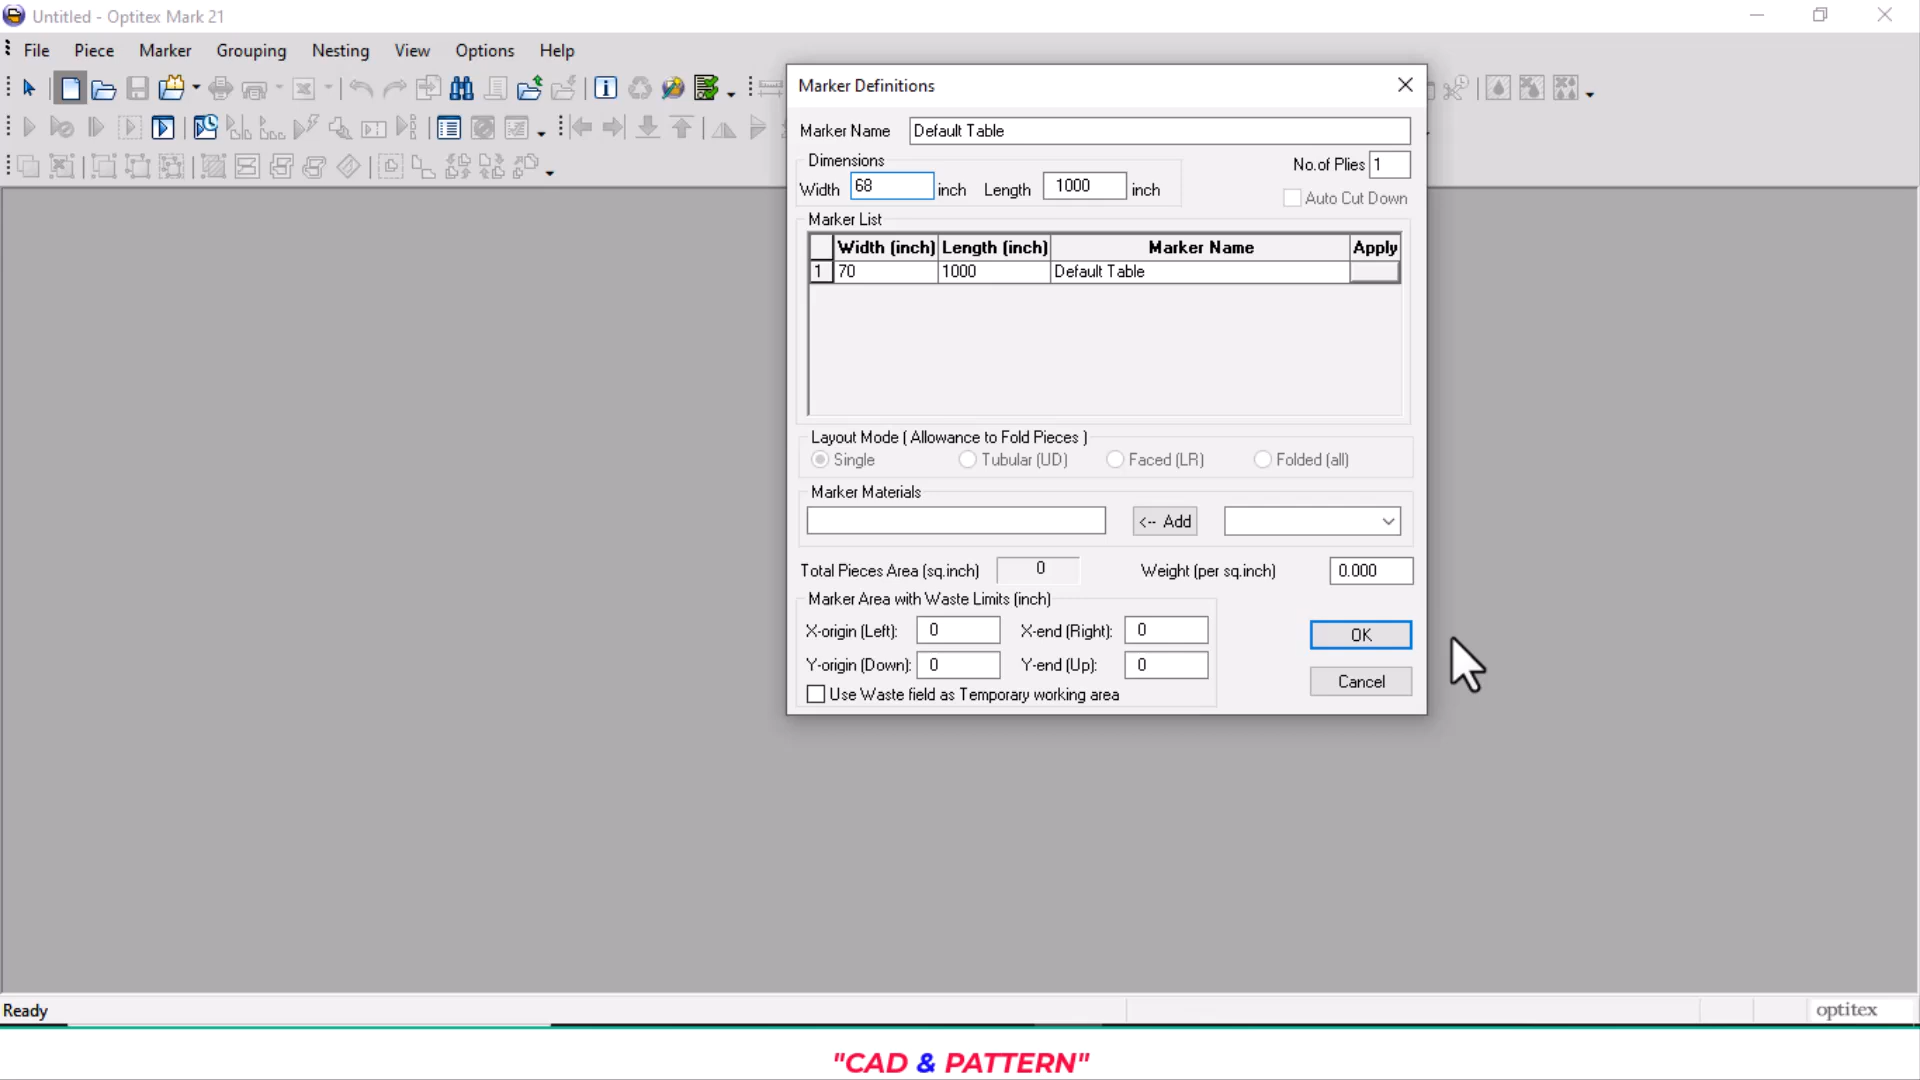 Untitled - Optitex Mark 21
File Piece Marker Grouping Nesting View Options Help
Marker Definitions
Marker Name Default Table
Dimensions
No.of Plies 1
Width 68 inch Length 1000 inch
Auto Cut Down
Marker List
Width (inch) Length (inch) Marker Name Apply
1 70 1000 Default Table
Layout Mode ( Allowance to Fold Pieces )
Single Tubular (UD) Faced (LR) Folded (all)
Marker Materials
<-- Add
Total Pieces Area (sq.inch) 0 Weight (per sq.inch) 0.000
Marker Area with Waste Limits (inch)
X-origin (Left): 0 X-end (Right): 0
OK
Y-origin (Down): 0 Y-end (Up): 0
Cancel
Use Waste field as Temporary working area
Ready
optitex
"CAD & PATTERN"